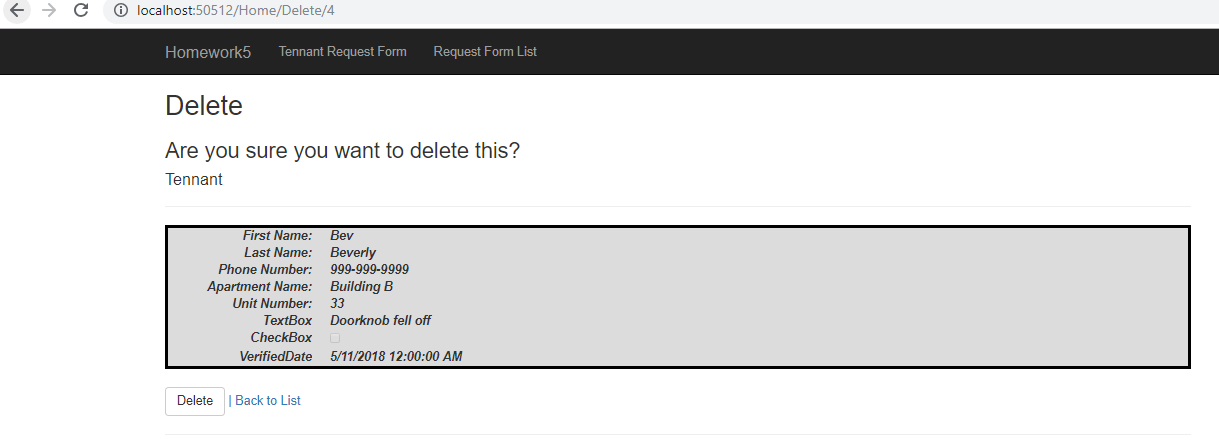 localhost:50512/Home/Delete/4
Homework5 Tennant Request Form Request Form List
Delete
Are you sure you want to delete this?
Tennant
First Name: Bev
Last Name: Beverly
Phone Number: 999-999-9999
Apartment Name: Building B
Unit Number: 33
TextBox Doorknob fell off
CheckBox
VerifiedDate 5/11/2018 12:00:00 AM
Delete | Back to List